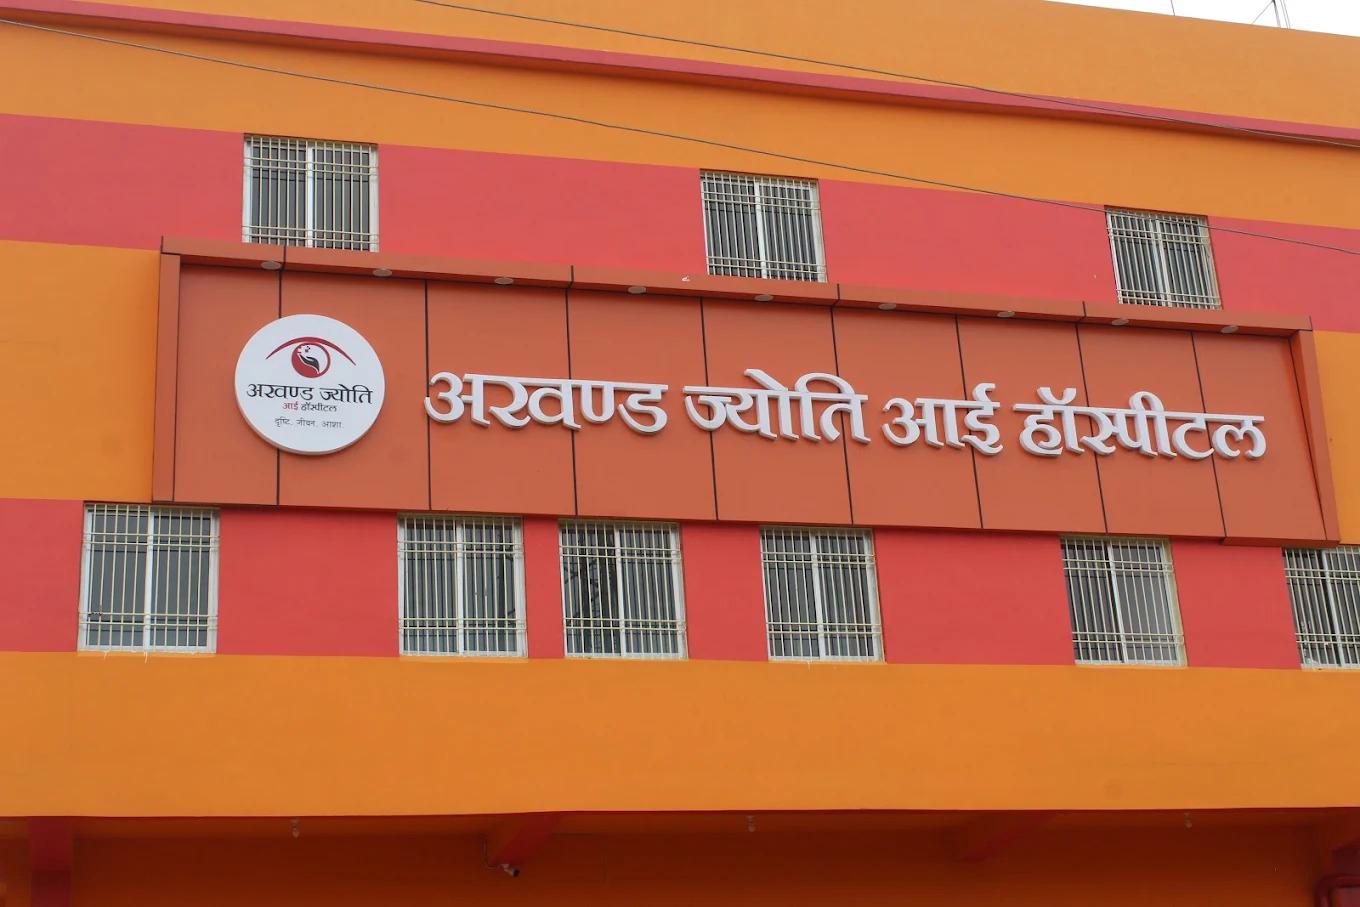 अखण्ड ज्योति
आई हॉस्पीटल
दृष्टि. जीवन. आशा.
अखण्ड ज्योति आई हॉस्पीटल